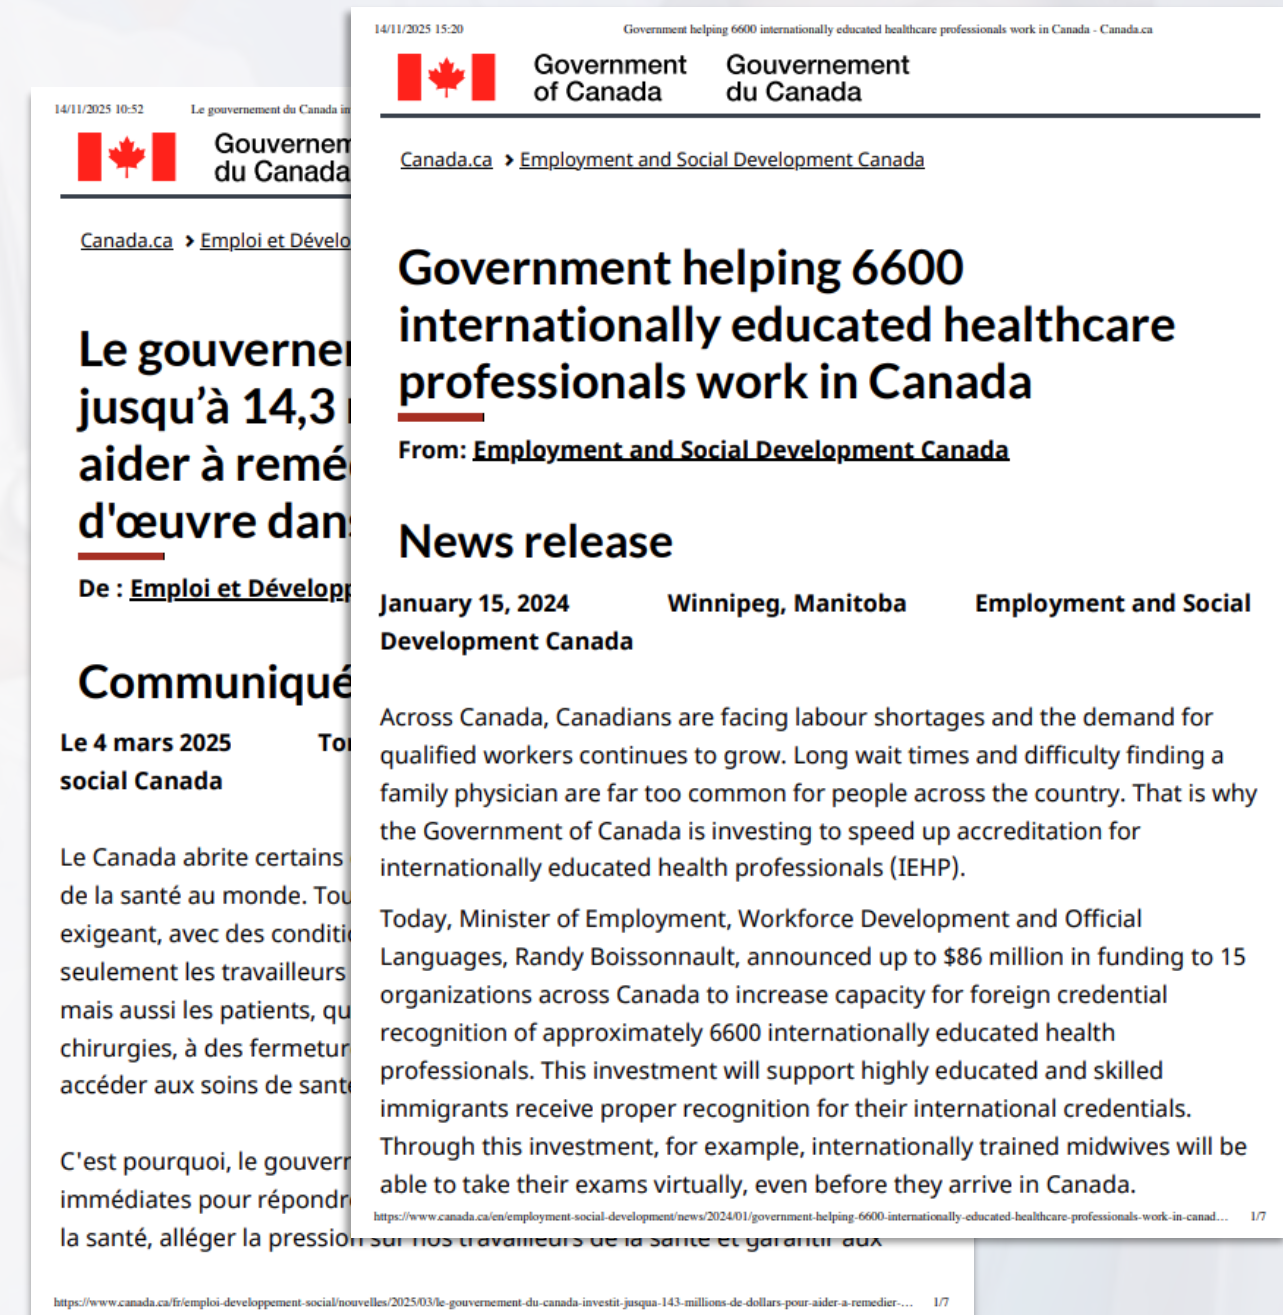 14/11/2025 15:20 Government helping 6600 internationally educated healthcare professionals work in Canada - Canada.ca
Government of Canada
Gouvernement du Canada
Canada.ca > Employment and Social Development Canada
Government helping 6600
internationally educated healthcare
professionals work in Canada
From: Employment and Social Development Canada
News release
January 15, 2024 Winnipeg, Manitoba Employment and Social
Development Canada
Across Canada, Canadians are facing labour shortages and the demand for
qualified workers continues to grow. Long wait times and difficulty finding a
family physician are far too common for people across the country. That is why
the Government of Canada is investing to speed up accreditation for
internationally educated health professionals (IEHP).
Today, Minister of Employment, Workforce Development and Official
Languages, Randy Boissonnault, announced up to $86 million in funding to 15
organizations across Canada to increase capacity for foreign credential
recognition of approximately 6600 internationally educated health
professionals. This investment will support highly educated and skilled
immigrants receive proper recognition for their international credentials.
Through this investment, for example, internationally trained midwives will be
able to take their exams virtually, even before they arrive in Canada.
https://www.canada.ca/en/employment-social-development/news/2024/01/government-helping-6600-internationally-educated-healthcare-professionals-work-in-canad… 1/7
14/11/2025 10:52 Le gouvernement du Canada
du Canada
Canada.ca > Emploi et
Le
jusqu’à 14,3
aider à
d'œuvre
De : Emploi et
Communiqué
Le 4 mars 2025
social Canada
Le Canada abrite certains
de la santé au monde.
exigeant, avec des
seulement les travailleurs
mais aussi les patients,
chirurgies, à des
accéder aux soins de
C'est pourquoi, le
immédiates pour
la santé, alléger la pression sur nos travailleurs de la santé et garantir aux
https://www.canada.ca/fr/emploi-developpement-social/nouvelles/2025/03/le-gouvernement-du-canada-investit-jusqua-143-millions-de-dollars-pour-aider-a-remedier-… 1/7